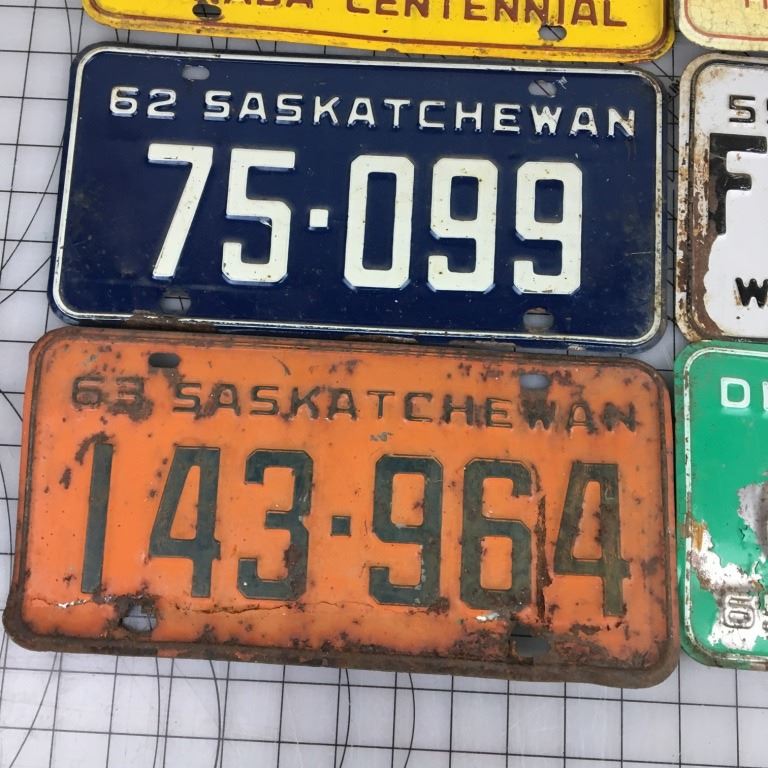 CENTENNIAL
62 SASKATCHEWAN
75·099
63 SASKATCHEWAN
143·964